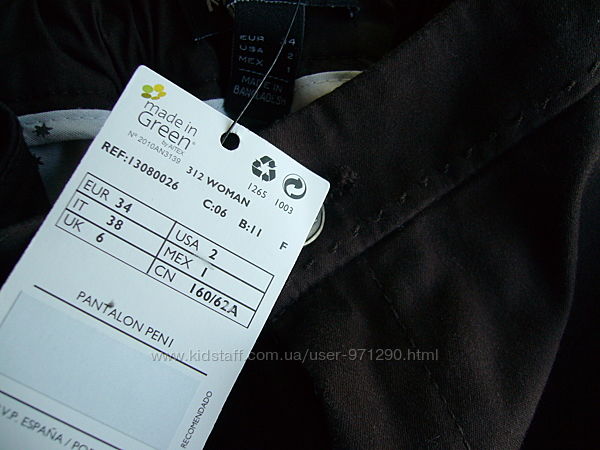 EUR 34
USA 2
MEX 1
MADE IN
BANGLADESH
made in
Green®
by AITEX
Nº 2010AN3139
312 WOMAN
1265
1003
REF:13080026
C:06
B:11
F
EUR 34
IT 38
UK 6
USA 2
MEX 1
CN 160/62A
PANTALON PENI
RECOMENDADO
V.P. ESPAÑA / POR
www.kidstaff.com.ua/user-971290.html